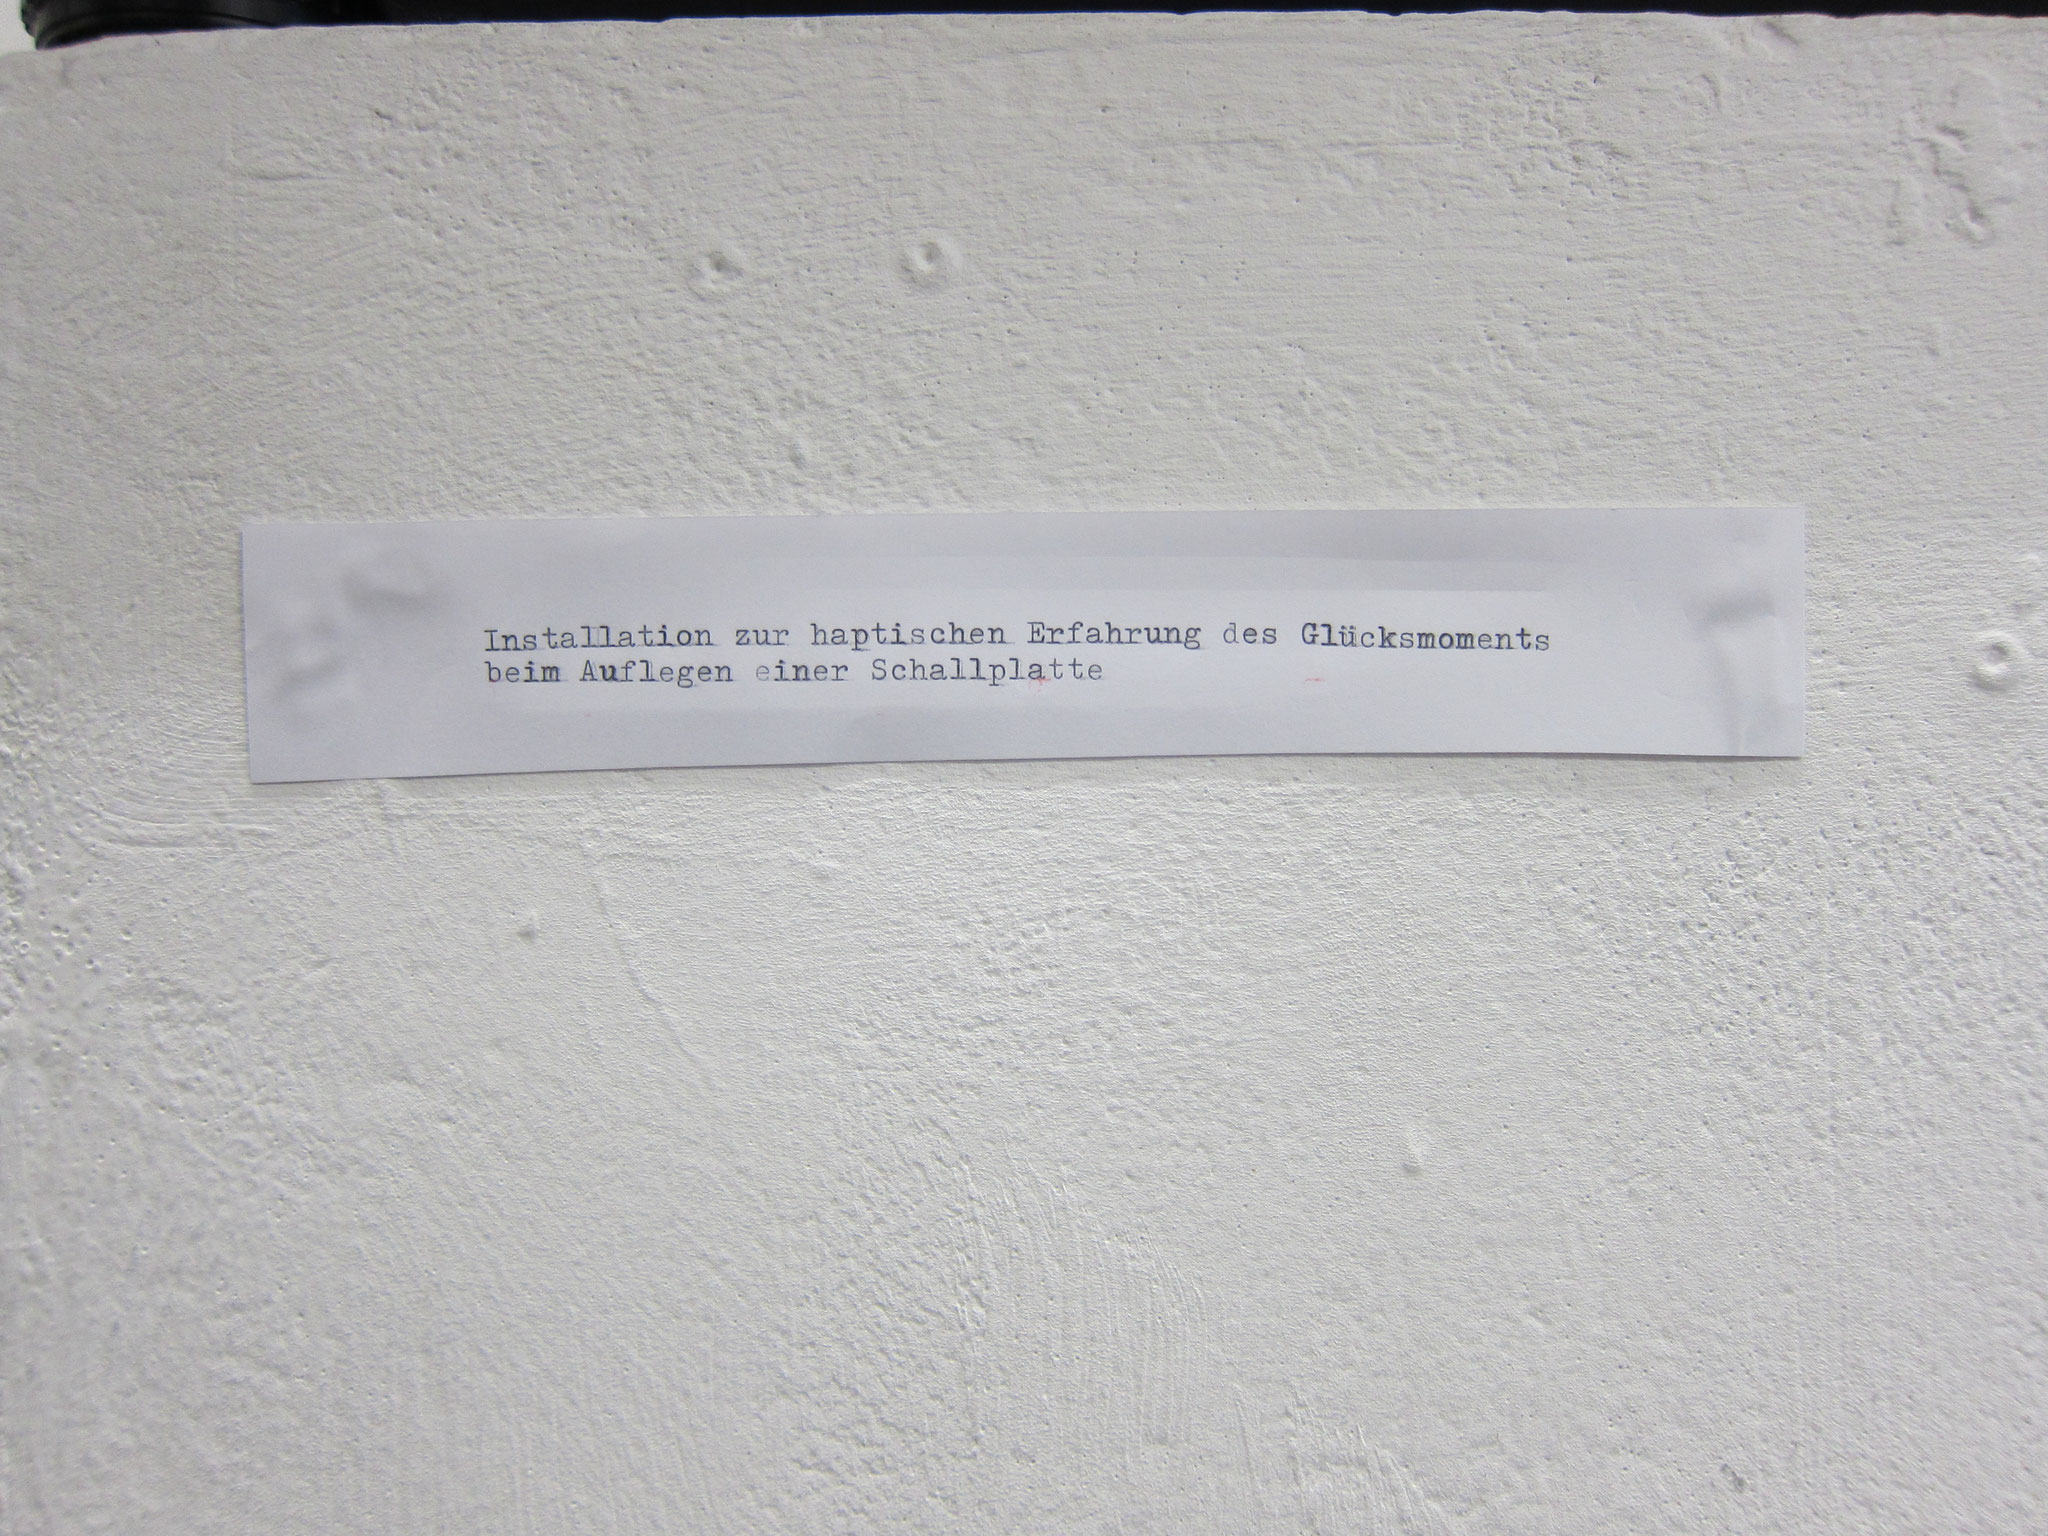 Installation zur haptischen Erfahrung des Glücksmoments
beim Auflegen einer Schallplatte